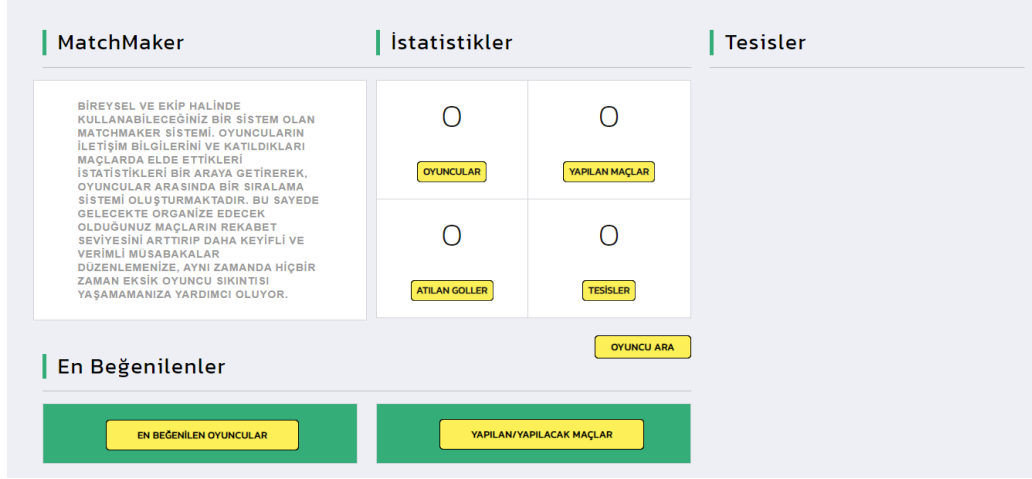 MatchMaker
BİREYSEL VE EKİP HALİNDE
KULLANABİLECEĞİNİZ BİR SİSTEM OLAN
MATCHMAKER SİSTEMİ. OYUNCULARIN
İLETİŞİM BİLGİLERİNİ VE KATILDIKLARI
MAÇLARDA ELDE ETTİKLERİ
İSTATİSTİKLERİ BİR ARAYA GETİREREK,
OYUNCULAR ARASINDA BİR SIRALAMA
SİSTEMİ OLUŞTURMAKTADIR. BU SAYEDE
GELECEKTE ORGANİZE EDECEK
OLDUĞUNUZ MAÇLARIN REKABET
SEVİYESİNİ ARTTIRIP DAHA KEYİFLİ VE
VERİMLİ MÜSABAKALAR
DÜZENLEMENİZE, AYNI ZAMANDA HİÇBİR
ZAMAN EKSİK OYUNCU SIKINTISI
YAŞAMAMANIZA YARDIMCI OLUYOR.
İstatistikler
0
OYUNCULAR
0
YAPILAN MAÇLAR
0
ATILAN GOLLER
0
TESİSLER
OYUNCU ARA
Tesisler
En Beğenilenler
EN BEĞENİLEN OYUNCULAR
YAPILAN/YAPILACAK MAÇLAR